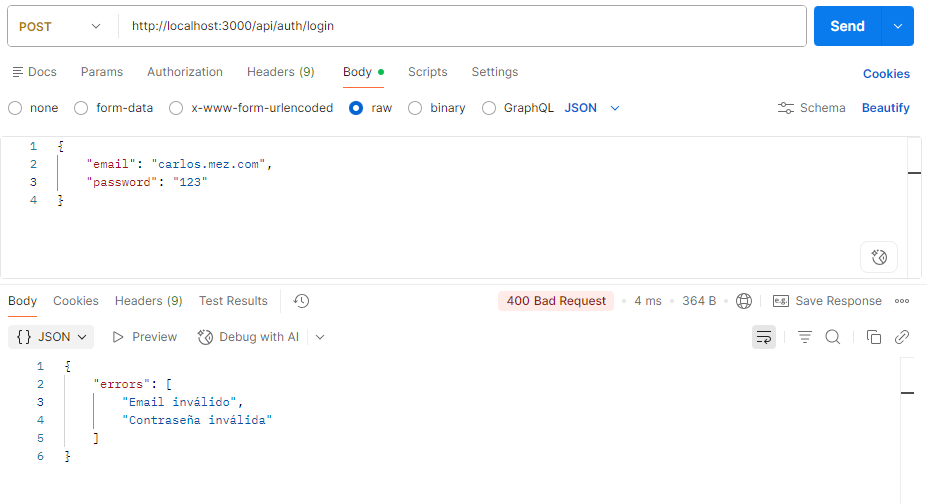 POST http://localhost:3000/api/auth/login Send
Docs Params Authorization Headers (9) Body Scripts Settings Cookies
none form-data x-www-form-urlencoded raw binary GraphQL JSON Schema Beautify
1 {
2 "email": "carlos.mez.com",
3 "password": "123"
4 }
Body Cookies Headers (9) Test Results 400 Bad Request 4 ms 364 B e.g. Save Response
{} JSON Preview Debug with AI
1 {
2 "errors": [
3 "Email inválido",
4 "Contraseña inválida"
5 ]
6 }